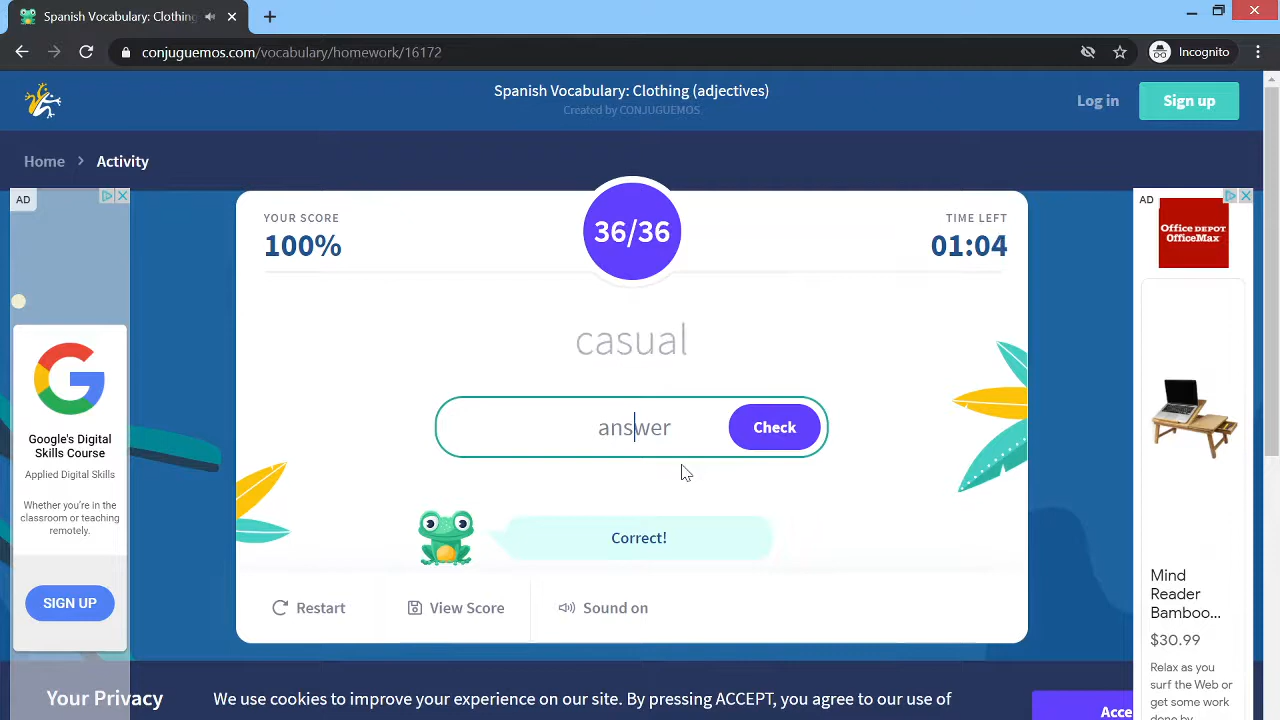 Spanish Vocabulary: Clothing
conjuguemos.com/vocabulary/homework/16172
Incognito
Spanish Vocabulary: Clothing (adjectives)
Created by CONJUGUEMOS
Log in
Sign up
Home
Activity
AD
AD
YOUR SCORE
100%
36/36
TIME LEFT
01:04
Office DEPOT
OfficeMax
casual
answer
Check
Correct!
Google's Digital
Skills Course
Applied Digital Skills
Whether you're in the
classroom or teaching
remotely.
SIGN UP
Restart
View Score
Sound on
Mind
Reader
Bamboo...
$30.99
Relax as you
surf the Web or
get some work
done by
Your Privacy
We use cookies to improve your experience on our site. By pressing ACCEPT, you agree to our use of
Acce